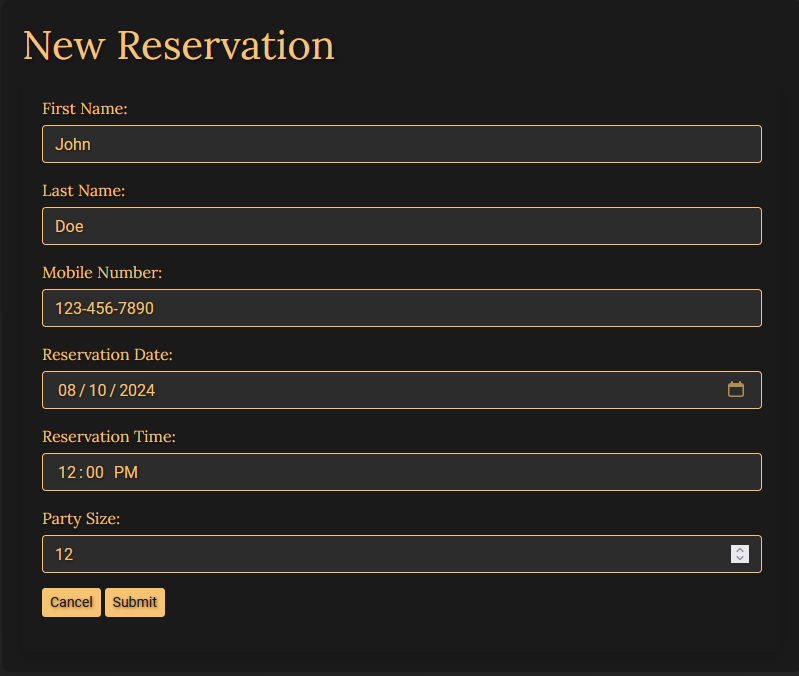 New Reservation
First Name:
John
Last Name:
Doe
Mobile Number:
123-456-7890
Reservation Date:
08/10/2024
Reservation Time:
12:00 PM
Party Size:
12
Cancel Submit